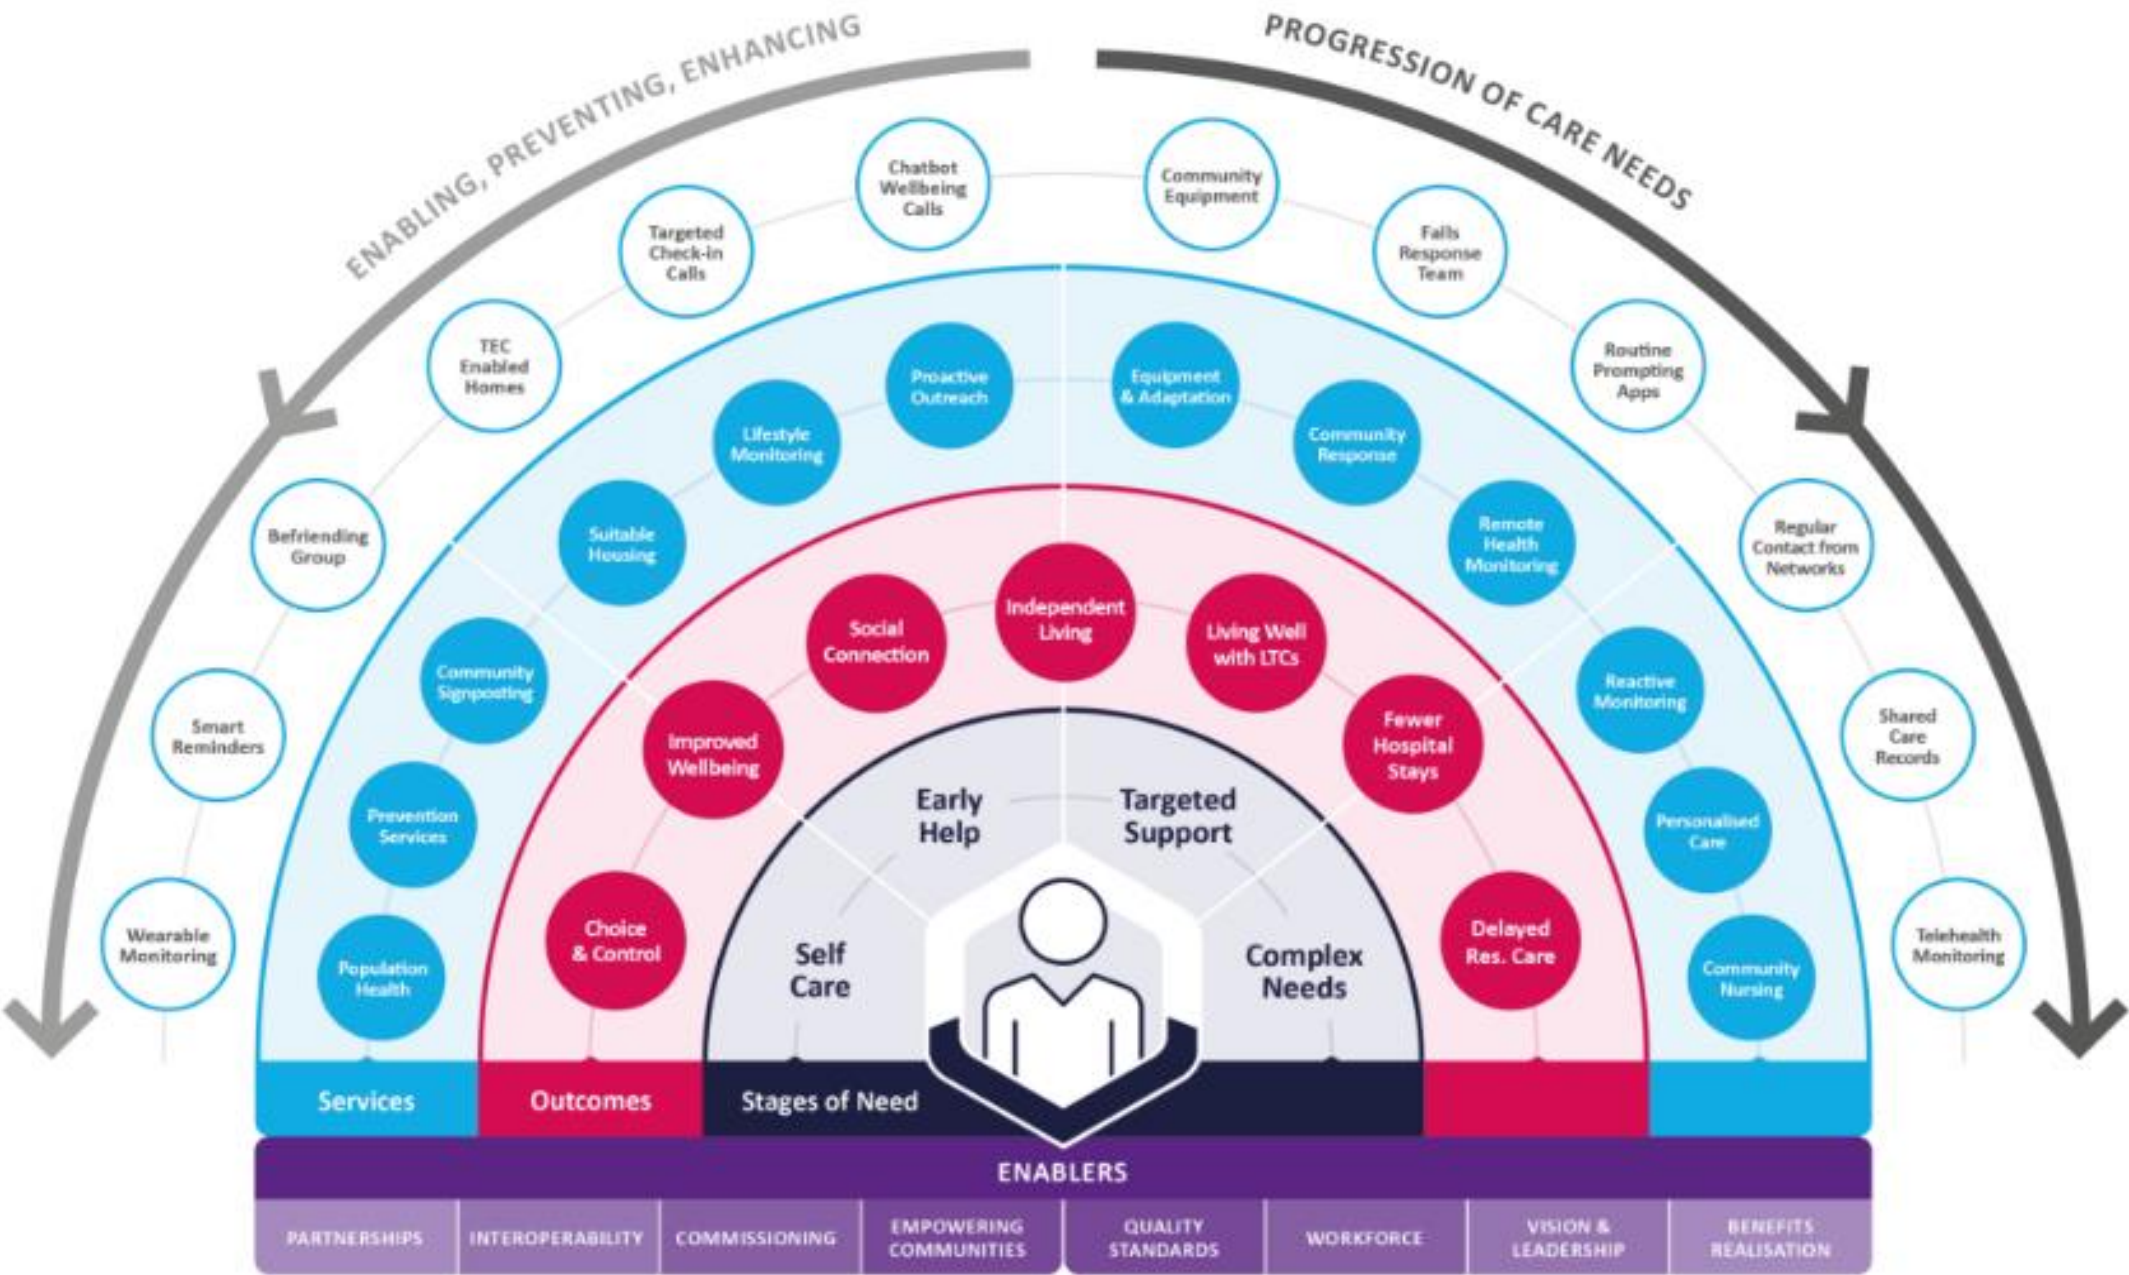 ENABLING, PREVENTING, ENHANCING
PROGRESSION OF CARE NEEDS
Wearable
Monitoring
Smart
Reminders
Befriending
Group
TEC
Enabled
Homes
Targeted
Check-in
Calls
Chatbot
Wellbeing
Calls
Community
Equipment
Falls
Response
Team
Routine
Prompting
Apps
Regular
Contact from
Networks
Shared
Care
Records
Telehealth
Monitoring
Population
Health
Prevention
Services
Community
Signposting
Suitable
Housing
Lifestyle
Monitoring
Proactive
Outreach
Equipment
& Adaptation
Community
Response
Remote
Health
Monitoring
Reactive
Monitoring
Personalised
Care
Community
Nursing
Choice
& Control
Improved
Wellbeing
Social
Connection
Independent
Living
Living Well
with LTCs
Fewer
Hospital
Stays
Delayed
Res. Care
Self
Care
Early
Help
Targeted
Support
Complex
Needs
Services
Outcomes
Stages of Need
ENABLERS
PARTNERSHIPS
INTEROPERABILITY
COMMISSIONING
EMPOWERING
COMMUNITIES
QUALITY
STANDARDS
WORKFORCE
VISION &
LEADERSHIP
BENEFITS
REALISATION